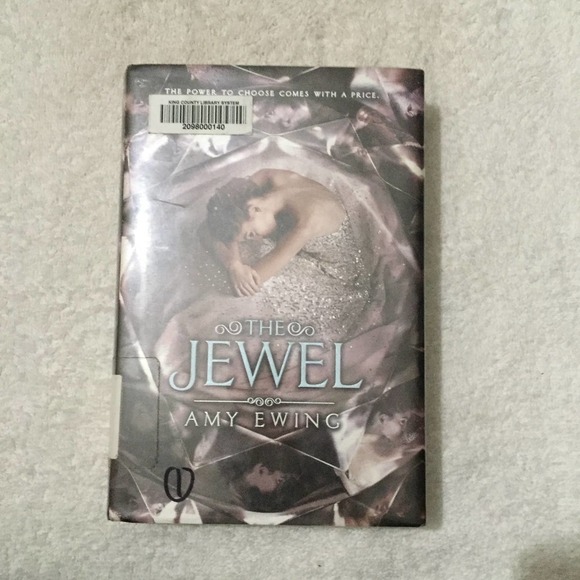 THE POWER TO CHOOSE COMES WITH A PRICE.
KING COUNTY LIBRARY SYSTEM
2098000140
THE
JEWEL
AMY EWING